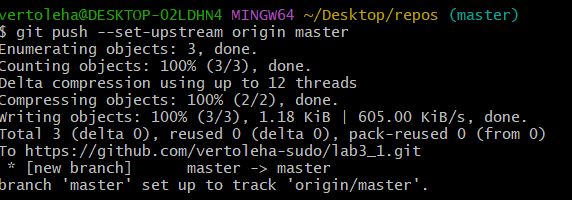 vertoleha@DESKTOP-02LDHN4 MINGW64 ~/Desktop/repos (master)
$ git push --set-upstream origin master
Enumerating objects: 3, done.
Counting objects: 100% (3/3), done.
Delta compression using up to 12 threads
Compressing objects: 100% (2/2), done.
Writing objects: 100% (3/3), 1.18 KiB | 605.00 KiB/s, done.
Total 3 (delta 0), reused 0 (delta 0), pack-reused 0 (from 0)
To https://github.com/vertoleha-sudo/lab3_1.git
 * [new branch]      master -> master
branch 'master' set up to track 'origin/master'.